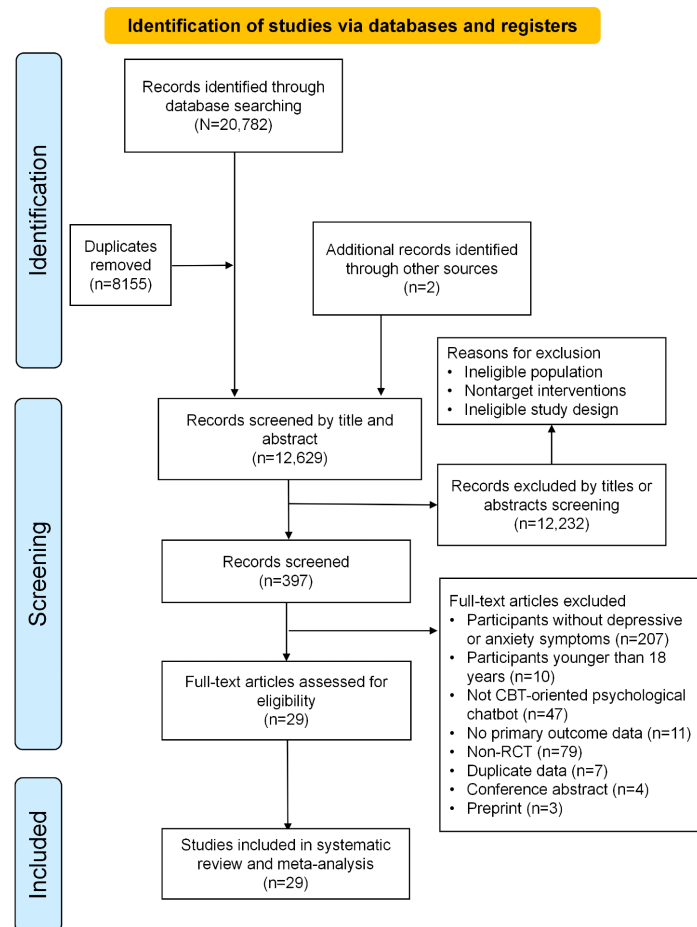 Identification of studies via databases and registers
Identification
Records identified through
database searching
(N=20,782)
Duplicates
removed
(n=8155)
Additional records identified
through other sources
(n=2)
Reasons for exclusion
• Ineligible population
• Nontarget interventions
• Ineligible study design
Screening
Records screened by title and
abstract
(n=12,629)
Records excluded by titles or
abstracts screening
(n=12,232)
Records screened
(n=397)
Full-text articles excluded
• Participants without depressive
or anxiety symptoms (n=207)
• Participants younger than 18
years (n=10)
• Not CBT-oriented psychological
chatbot (n=47)
• No primary outcome data (n=11)
• Non-RCT (n=79)
• Duplicate data (n=7)
• Conference abstract (n=4)
• Preprint (n=3)
Full-text articles assessed for
eligibility
(n=29)
Included
Studies included in systematic
review and meta-analysis
(n=29)